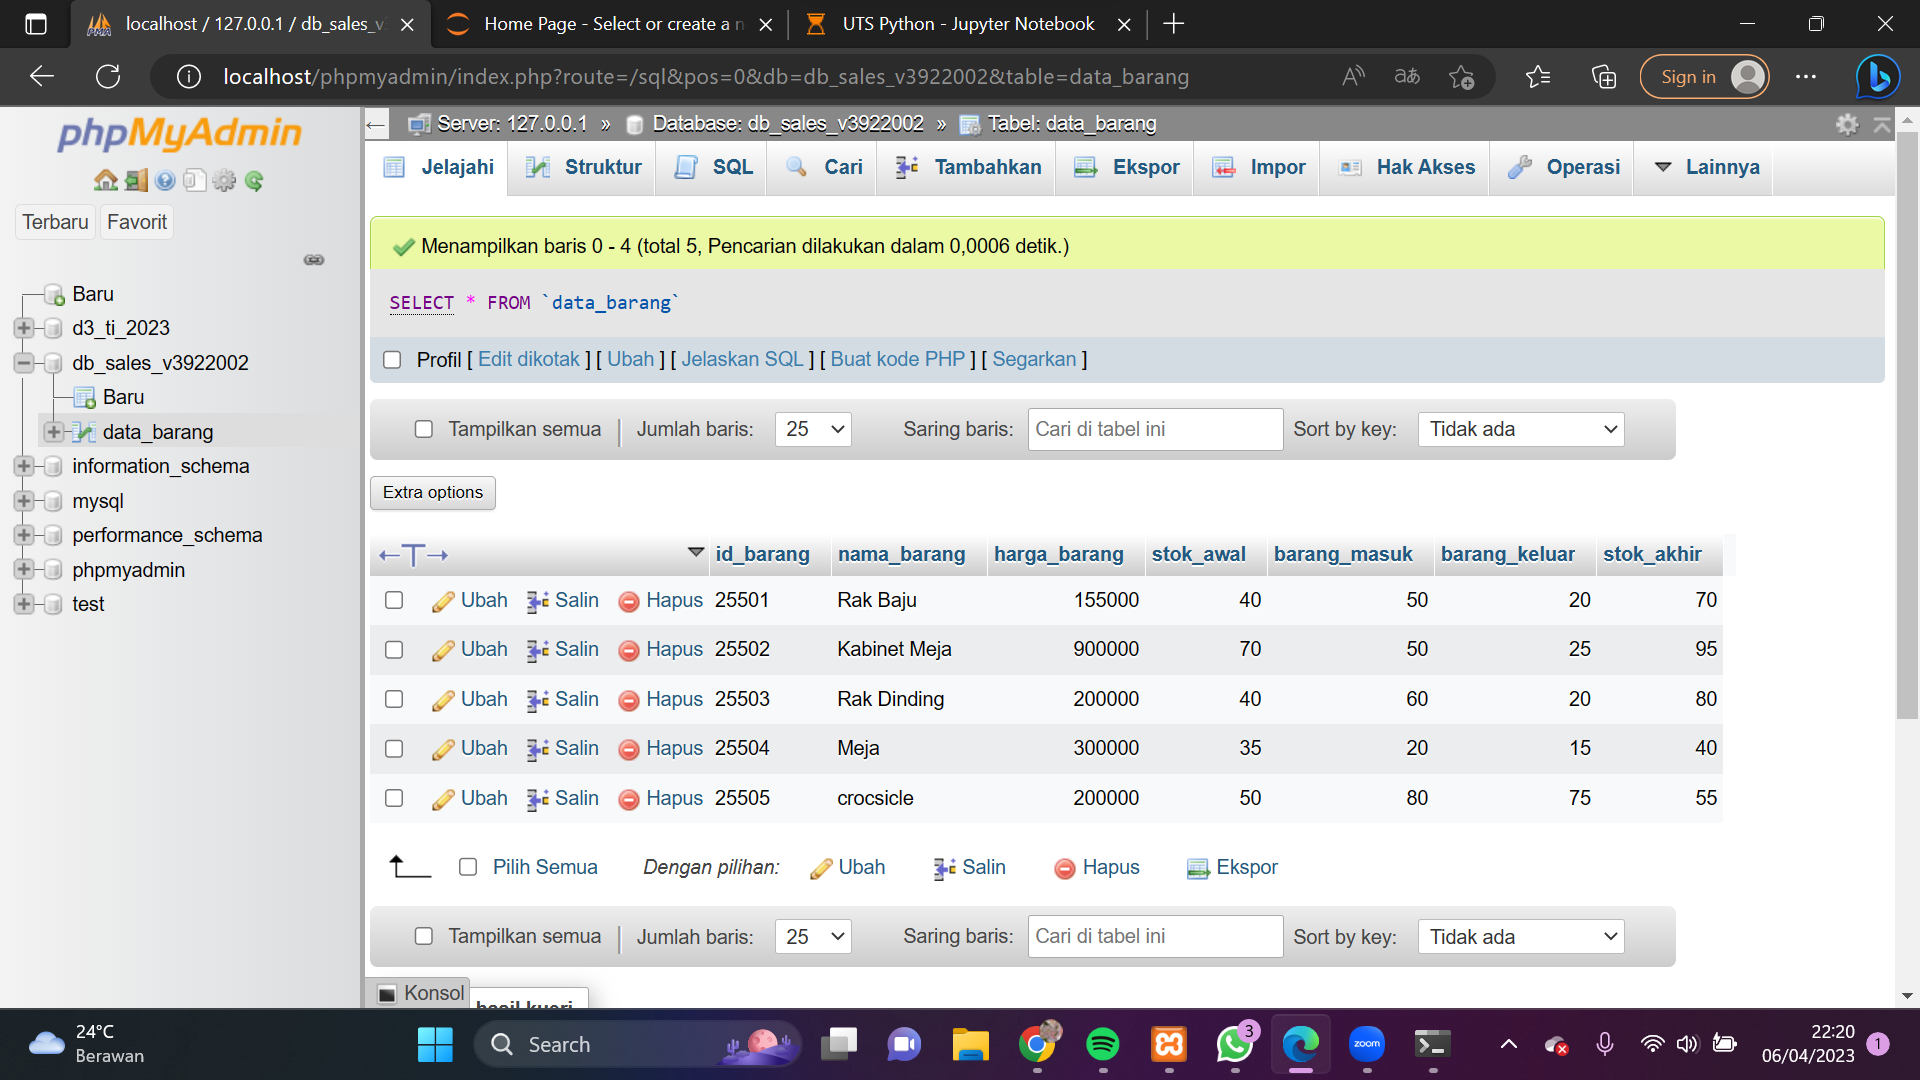 localhost / 127.0.0.1 / db_sales_v
Home Page - Select or create a n
UTS Python - Jupyter Notebook
localhost/phpmyadmin/index.php?route=/sql&pos=0&db=db_sales_v3922002&table=data_barang
Sign in
phpMyAdmin
Terbaru Favorit
Baru
d3_ti_2023
db_sales_v3922002
Baru
data_barang
information_schema
mysql
performance_schema
phpmyadmin
test
Server: 127.0.0.1 » Database: db_sales_v3922002 » Tabel: data_barang
Jelajahi Struktur SQL Cari Tambahkan Ekspor Impor Hak Akses Operasi Lainnya
Menampilkan baris 0 - 4 (total 5, Pencarian dilakukan dalam 0,0006 detik.)
SELECT * FROM `data_barang`
Profil [ Edit dikotak ] [ Ubah ] [ Jelaskan SQL ] [ Buat kode PHP ] [ Segarkan ]
Tampilkan semua | Jumlah baris: 25 Saring baris: Cari di tabel ini Sort by key: Tidak ada
Extra options
←T→ id_barang nama_barang harga_barang stok_awal barang_masuk barang_keluar stok_akhir
Ubah Salin Hapus 25501 Rak Baju 155000 40 50 20 70
Ubah Salin Hapus 25502 Kabinet Meja 900000 70 50 25 95
Ubah Salin Hapus 25503 Rak Dinding 200000 40 60 20 80
Ubah Salin Hapus 25504 Meja 300000 35 20 15 40
Ubah Salin Hapus 25505 crocsicle 200000 50 80 75 55
Pilih Semua Dengan pilihan: Ubah Salin Hapus Ekspor
Tampilkan semua | Jumlah baris: 25 Saring baris: Cari di tabel ini Sort by key: Tidak ada
Konsol
hasil kueri
24°C
Berawan
Search
3
zoom
22:20
06/04/2023
1